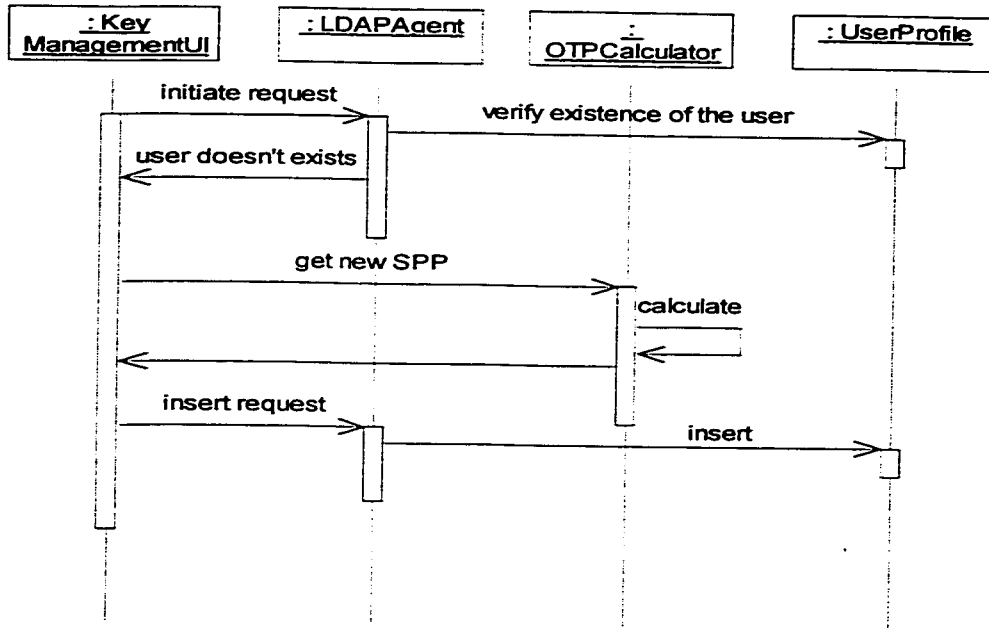 : Key
ManagementUI
: LDAPAgent
:
OTPCalculator
: UserProfile
initiate request
verify existence of the user
user doesn't exists
get new SPP
calculate
insert request
insert